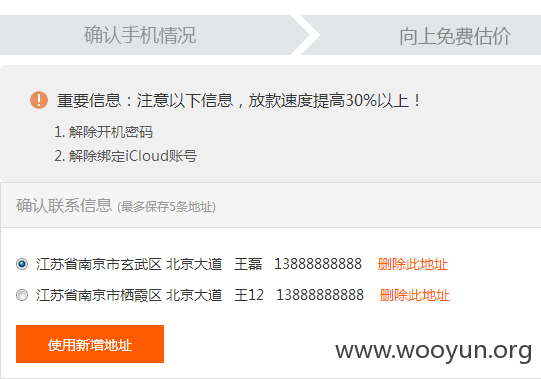 确认手机情况 向上免费估价
重要信息：注意以下信息，放款速度提高30%以上！
1. 解除开机密码
2. 解除绑定iCloud账号
确认联系信息 (最多保存5条地址)
江苏省南京市玄武区 北京大道 王磊 13888888888 删除此地址
江苏省南京市栖霞区 北京大道 王12 13888888888 删除此地址
使用新增地址
www.wooyun.org